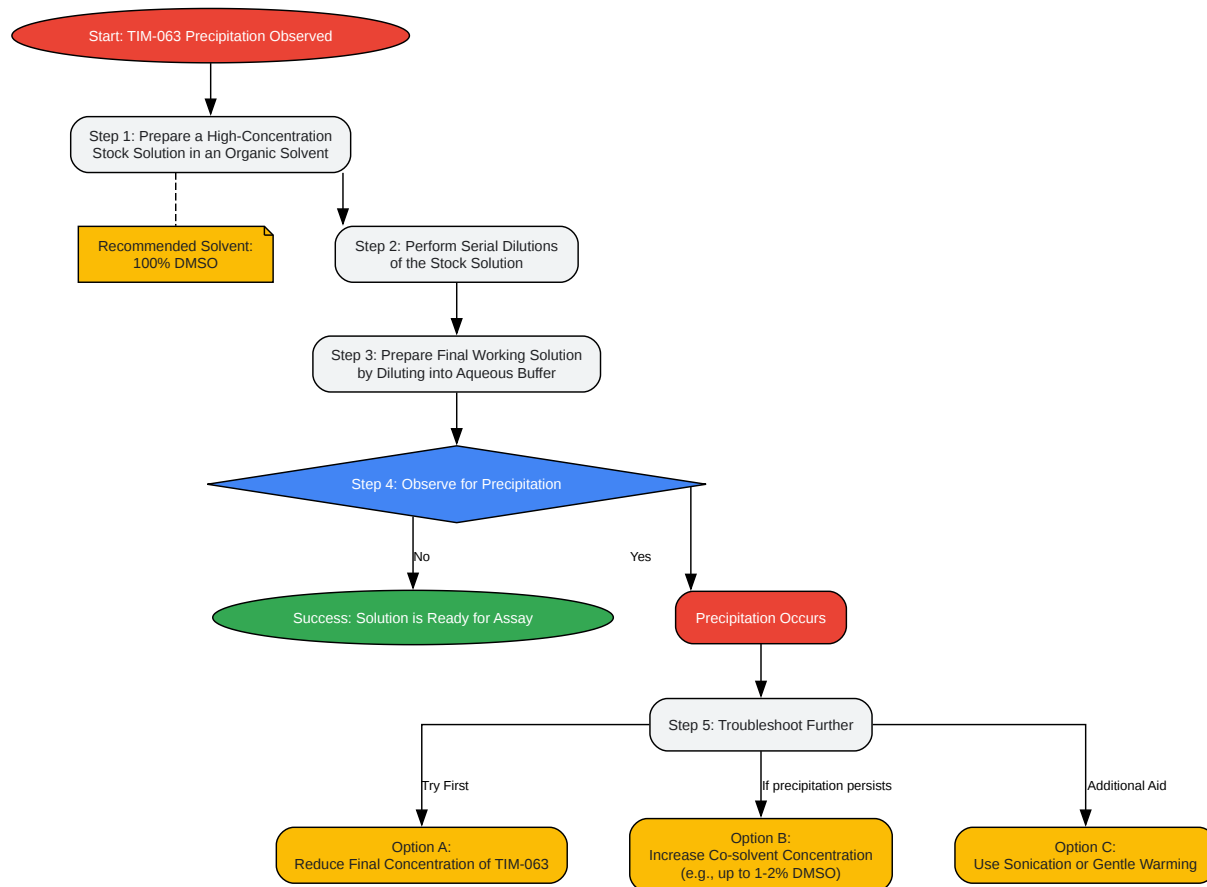 Start: TIM-063 Precipitation Observed
Step 1: Prepare a High-Concentration
Stock Solution in an Organic Solvent
Recommended Solvent:
100% DMSO
Step 2: Perform Serial Dilutions
of the Stock Solution
Step 3: Prepare Final Working Solution
by Diluting into Aqueous Buffer
Step 4: Observe for Precipitation
No
Yes
Success: Solution is Ready for Assay
Precipitation Occurs
Step 5: Troubleshoot Further
Try First
If precipitation persists
Additional Aid
Option A:
Reduce Final Concentration of TIM-063
Option B:
Increase Co-solvent Concentration
(e.g., up to 1-2% DMSO)
Option C:
Use Sonication or Gentle Warming